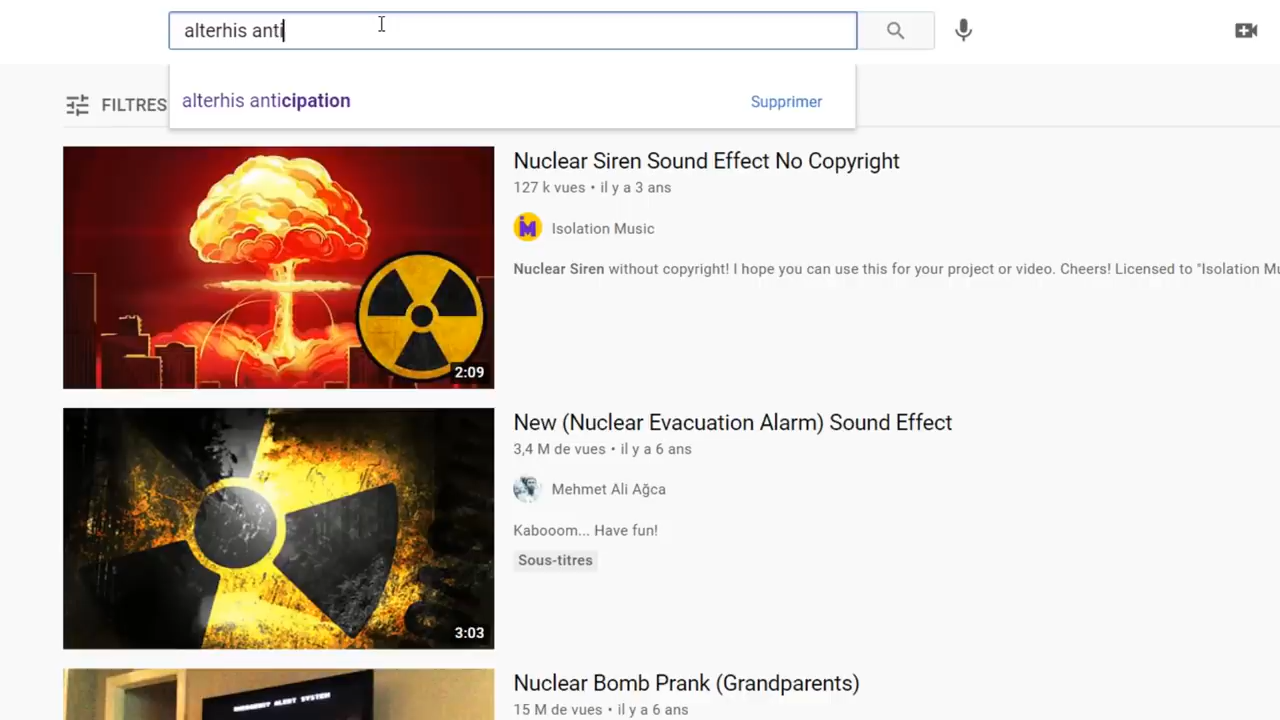 alterhis anti
alterhis anticipation
Supprimer
FILTRES
Nuclear Siren Sound Effect No Copyright
127 k vues • il y a 3 ans
Isolation Music
Nuclear Siren without copyright! I hope you can use this for your project or video. Cheers! Licensed to "Isolation Mu
2:09
New (Nuclear Evacuation Alarm) Sound Effect
3,4 M de vues • il y a 6 ans
Mehmet Ali Ağca
Kabooom... Have fun!
Sous-titres
3:03
Nuclear Bomb Prank (Grandparents)
15 M de vues • il y a 6 ans
EMERGENCY ALERT SYSTEM